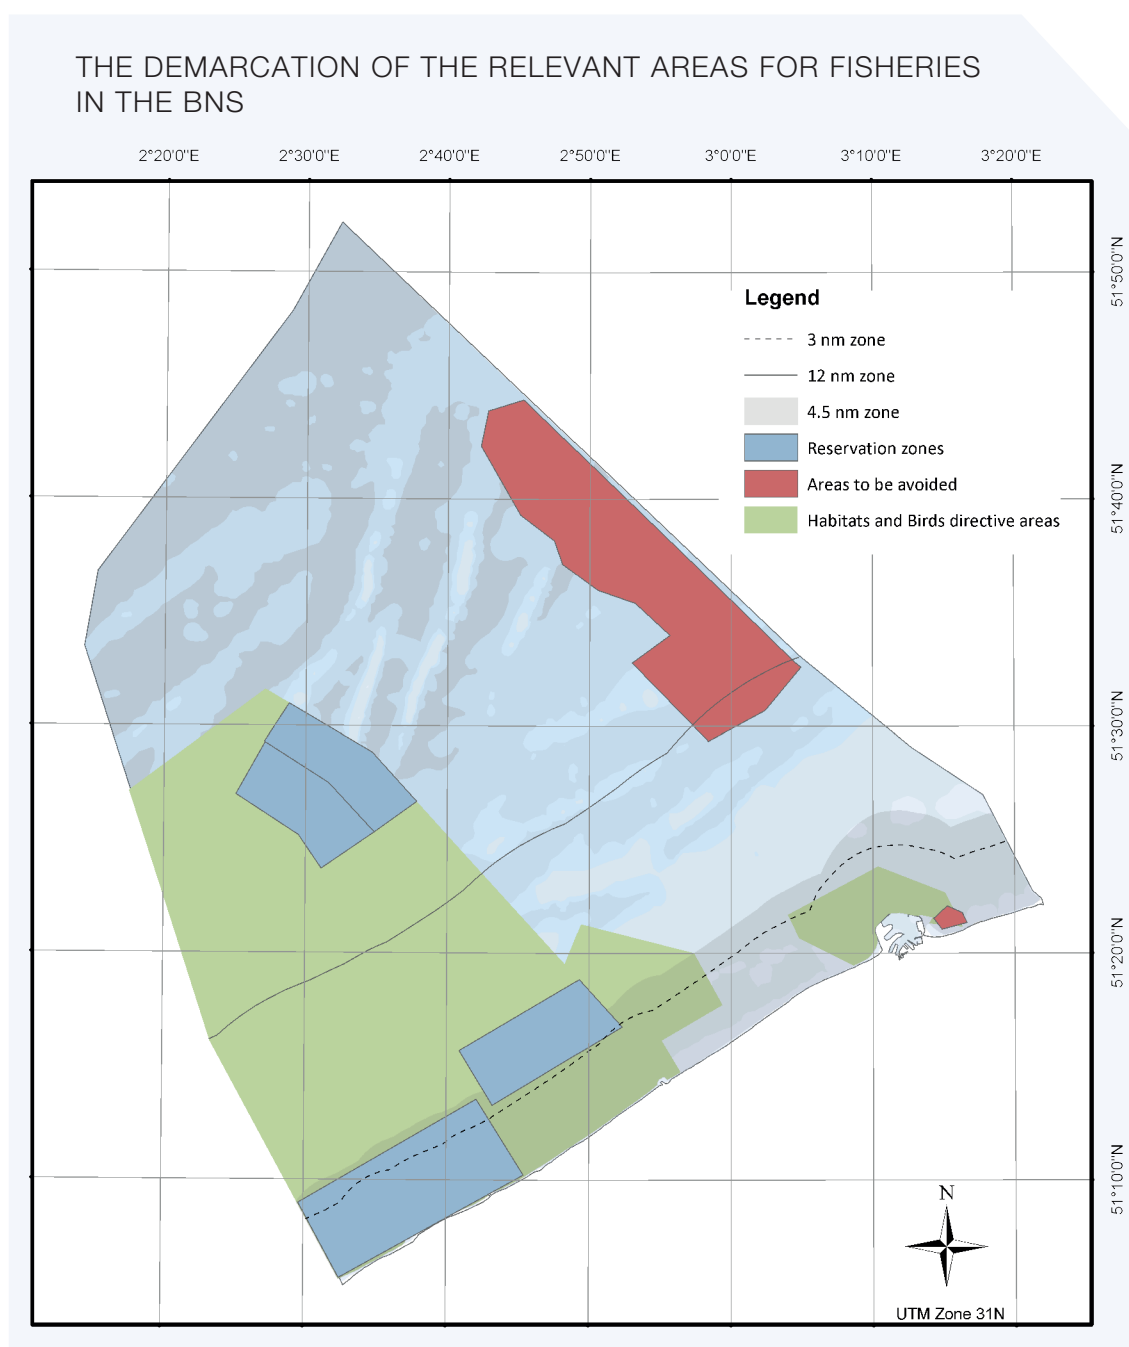 THE DEMARCATION OF THE RELEVANT AREAS FOR FISHERIES
IN THE BNS
2°20'0"E
2°30'0"E
2°40'0"E
2°50'0"E
3°0'0"E
3°10'0"E
3°20'0"E
51°50'0"N
Legend
3 nm zone
12 nm zone
4.5 nm zone
Reservation zones
Areas to be avoided
Habitats and Birds directive areas
51°40'0"N
51°30'0"N
51°20'0"N
51°10'0"N
N
UTM Zone 31N